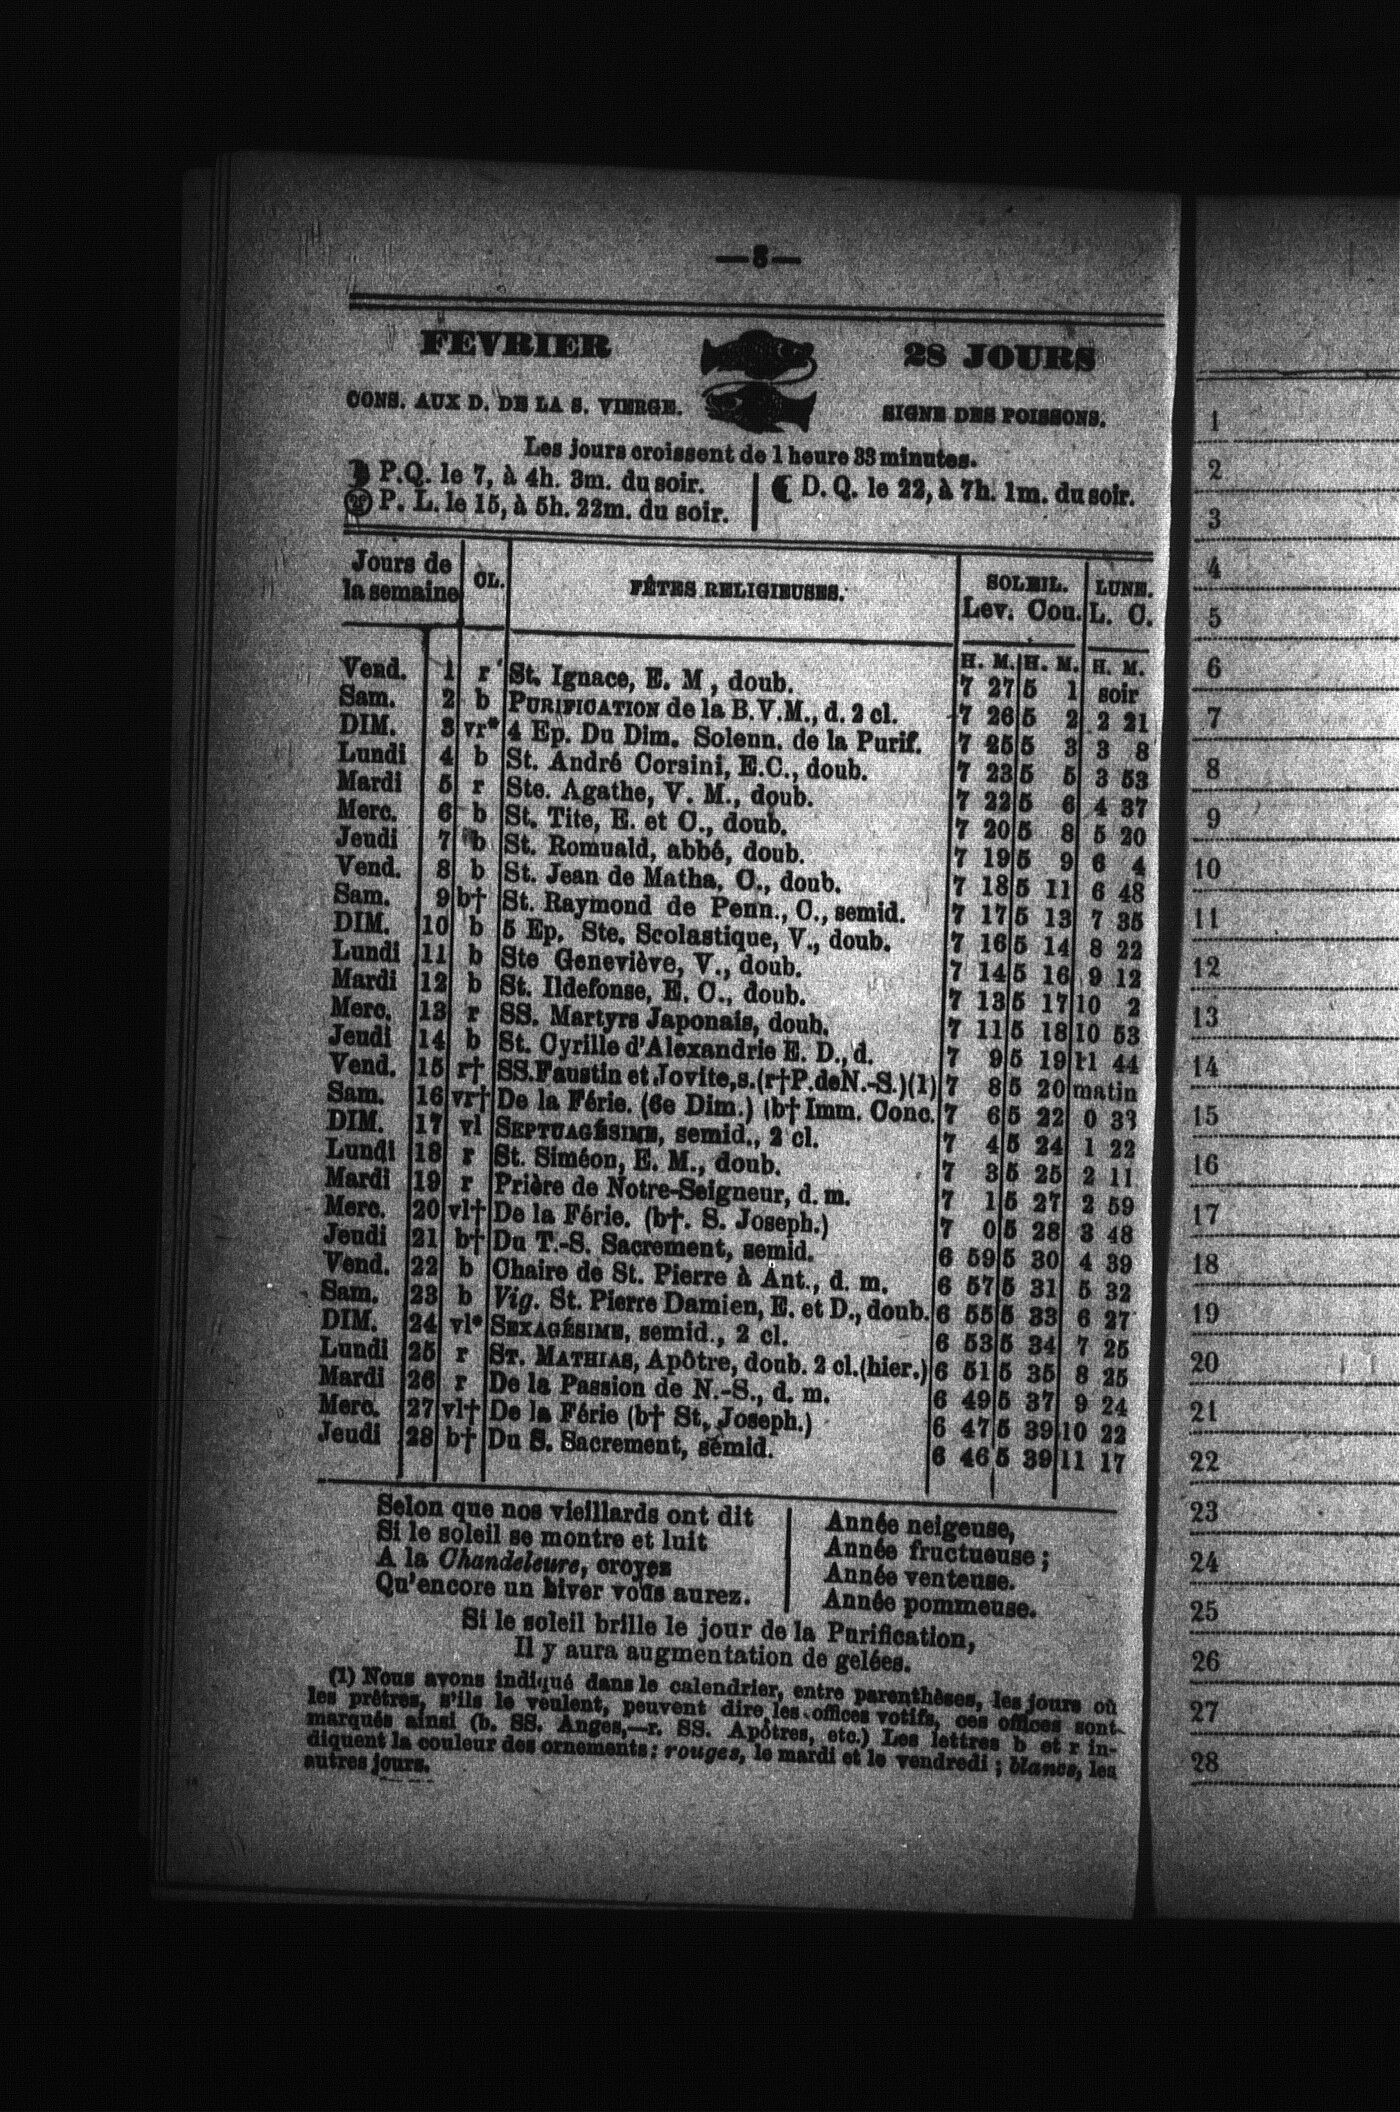 —8—
FEVRIER 28 JOURS
CONS. AUX D. DE LA S. VIERGE. SIGNE DES POISSONS.
Les jours croissent de 1 heure 33 minutes.
P.Q. le 7, à 4h. 3m. du soir. D. Q. le 22, à 7h. 1m. du soir.
P. L. le 15, à 5h. 22m. du soir.
Jours de la semaine CL. FÊTES RELIGIEUSES. SOLEIL. Lev. Cou. LUNE. L. C.
H. M. H. M. H. M.
Vend. 1 r St. Ignace, E. M, doub. 7 27 5 1 soir
Sam. 2 b PURIFICATION de la B.V.M., d. 2 cl. 7 26 5 2 2 21
DIM. 3 vr* 4 Ep. Du Dim. Solenn. de la Purif. 7 25 5 3 3 8
Lundi 4 b St. André Corsini, E.C., doub. 7 23 5 5 3 53
Mardi 5 r Ste. Agathe, V. M., doub. 7 22 5 6 4 37
Merc. 6 b St. Tite, E. et C., doub. 7 20 5 8 5 20
Jeudi 7 b St. Romuald, abbé, doub. 7 19 5 9 6 4
Vend. 8 b St. Jean de Matha, C., doub. 7 18 5 11 6 48
Sam. 9 b† St. Raymond de Penn., C., semid. 7 17 5 13 7 35
DIM. 10 b 5 Ep. Ste. Scolastique, V., doub. 7 16 5 14 8 22
Lundi 11 b Ste Geneviève, V., doub. 7 14 5 16 9 12
Mardi 12 b St. Ildefonse, E. C., doub. 7 13 5 17 10 2
Merc. 13 r SS. Martyrs Japonais, doub. 7 11 5 18 10 53
Jeudi 14 b St. Cyrille d'Alexandrie E. D., d. 7 9 5 19 11 44
Vend. 15 r† SS. Faustin et Jovite, s. (r† P. de N.-S.) (1) 7 8 5 20 matin
Sam. 16 vr† De la Férie. (6e Dim.) (b† Imm. Conc. 7 6 5 22 0 33
DIM. 17 vl SEPTUAGÉSIME, semid., 2 cl. 7 4 5 24 1 22
Lundi 18 r St. Siméon, E. M., doub. 7 3 5 25 2 11
Mardi 19 r Prière de Notre-Seigneur, d. m. 7 1 5 27 2 59
Merc. 20 vl† De la Férie. (b†. S. Joseph.) 7 0 5 28 3 48
Jeudi 21 b† Du T.-S. Sacrement, semid. 6 59 5 30 4 39
Vend. 22 b Chaire de St. Pierre à Ant., d. m. 6 57 5 31 5 32
Sam. 23 b Vig. St. Pierre Damien, E. et D., doub. 6 55 5 33 6 27
DIM. 24 vl* SEXAGÉSIME, semid., 2 cl. 6 53 5 34 7 25
Lundi 25 r ST. MATHIAS, Apôtre, doub. 2 cl. (hier.) 6 51 5 35 8 25
Mardi 26 r De la Passion de N.-S., d. m. 6 49 5 37 9 24
Merc. 27 vl† De la Férie (b† St. Joseph.) 6 47 5 39 10 22
Jeudi 28 b† Du S. Sacrement, semid. 6 46 5 39 11 17
Selon que nos vieillards ont dit
Si le soleil se montre et luit
A la Chandeleure, croyez
Qu'encore un hiver vous aurez.
Année neigeuse,
Année fructueuse ;
Année venteuse.
Année pommeuse.
Si le soleil brille le jour de la Purification,
Il y aura augmentation de gelées.
(1) Nous avons indiqué dans le calendrier, entre parenthèses, les jours où
les prêtres, s'ils le veulent, peuvent dire les offices votifs, ces offices sont
marqués ainsi (b. SS. Anges,—r. SS. Apôtres, etc.) Les lettres b et r in-
diquent la couleur des ornements : rouges, le mardi et le vendredi ; blancs, les
autres jours.
1
2
3
4
5
6
7
8
9
10
11
12
13
14
15
16
17
18
19
20
21
22
23
24
25
26
27
28